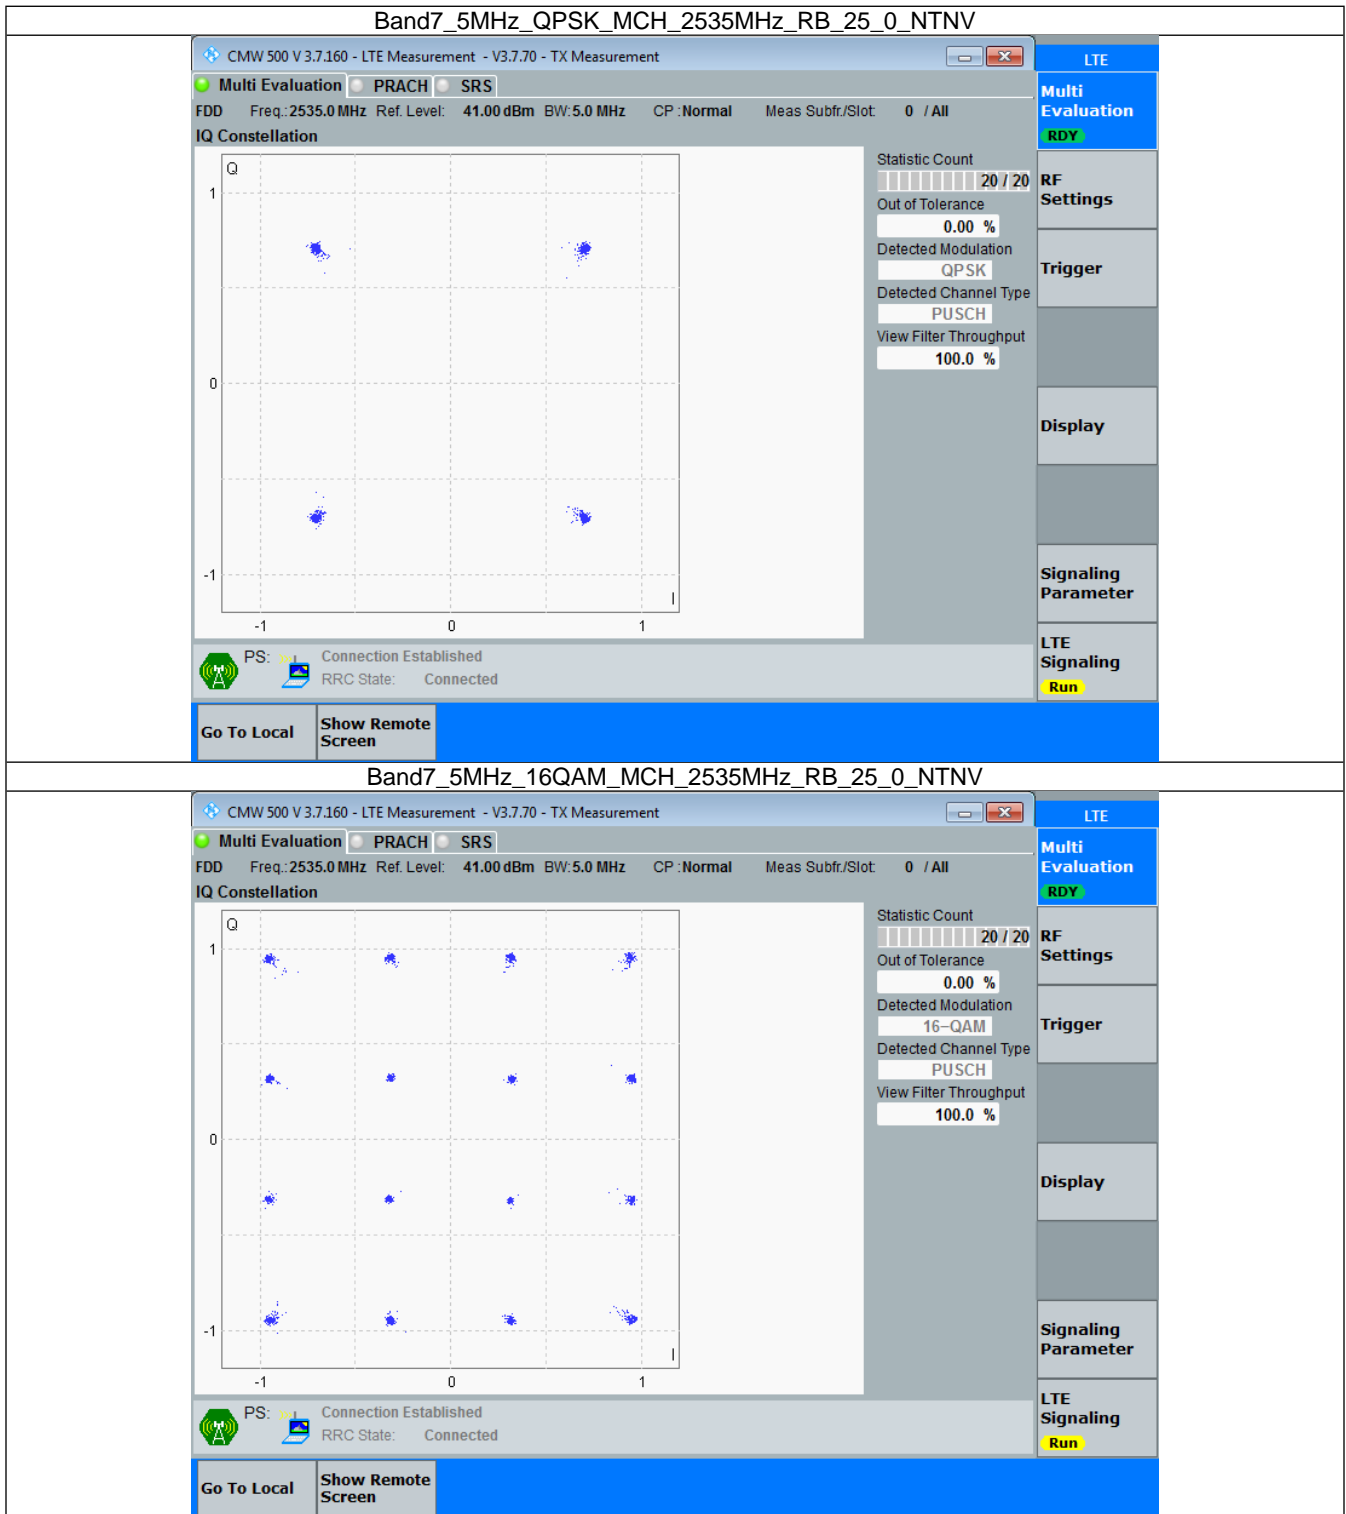 Band7_5MHz_QPSK_MCH_2535MHz_RB_25_0_NTNV
CMW 500 V 3.7.160 - LTE Measurement - V3.7.70 - TX Measurement
LTE
Multi Evaluation PRACH SRS
Multi Evaluation
RDY
FDD Freq.: 2535.0 MHz Ref. Level: 41.00 dBm BW: 5.0 MHz CP : Normal Meas Subfr./Slot: 0 / All
IQ Constellation
Q
1
0
-1
I
-1 0 1
Statistic Count
20 / 20
Out of Tolerance
0.00 %
Detected Modulation
QPSK
Detected Channel Type
PUSCH
View Filter Throughput
100.0 %
RF
Settings
Trigger
Display
Signaling
Parameter
LTE
Signaling
Run
PS: Connection Established
RRC State: Connected
Go To Local
Show Remote
Screen
Band7_5MHz_16QAM_MCH_2535MHz_RB_25_0_NTNV
CMW 500 V 3.7.160 - LTE Measurement - V3.7.70 - TX Measurement
LTE
Multi Evaluation PRACH SRS
Multi
Evaluation
RDY
FDD Freq.: 2535.0 MHz Ref. Level: 41.00 dBm BW: 5.0 MHz CP : Normal Meas Subfr./Slot: 0 / All
IQ Constellation
Q
1
0
-1
I
-1 0 1
Statistic Count
20 / 20
Out of Tolerance
0.00 %
Detected Modulation
16-QAM
Detected Channel Type
PUSCH
View Filter Throughput
100.0 %
RF
Settings
Trigger
Display
Signaling
Parameter
LTE
Signaling
Run
PS: Connection Established
RRC State: Connected
Go To Local
Show Remote
Screen